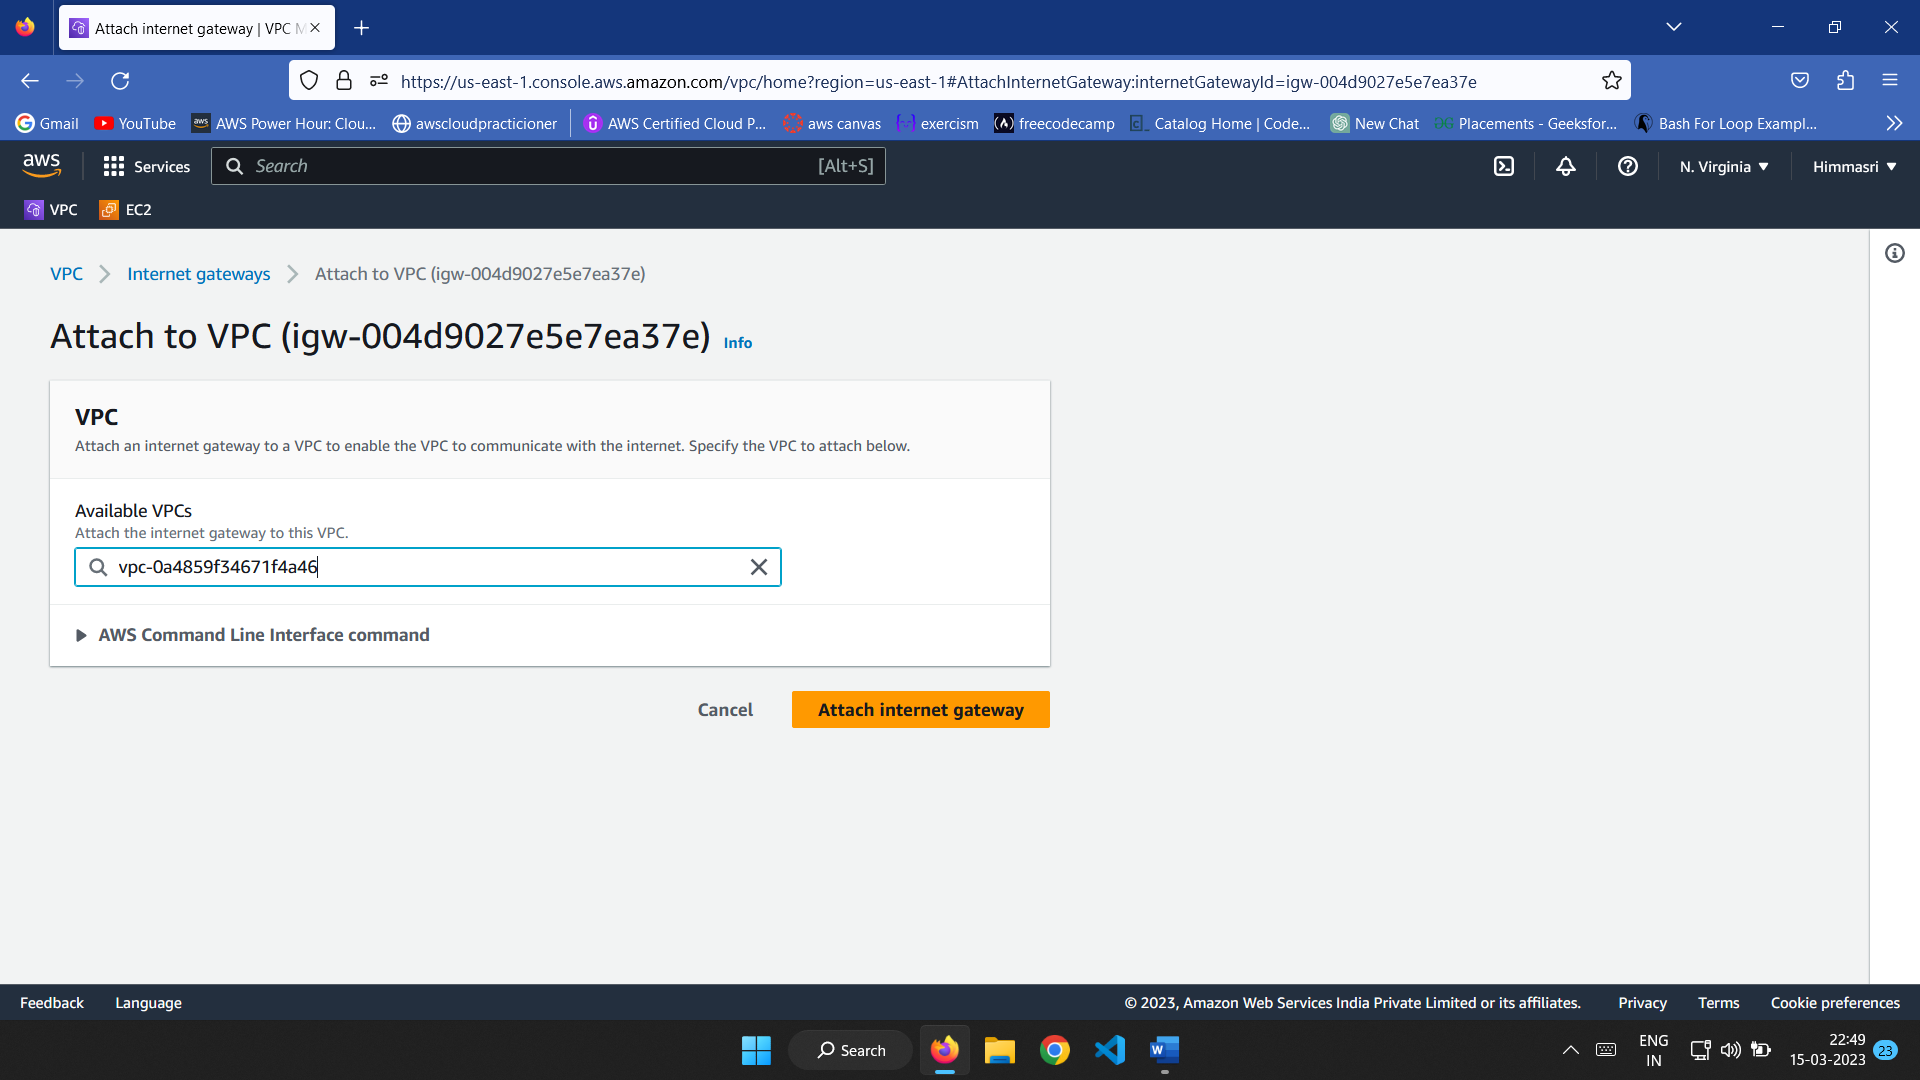 Attach internet gateway | VPC M
https://us-east-1.console.aws.amazon.com/vpc/home?region=us-east-1#AttachInternetGateway:internetGatewayId=igw-004d9027e5e7ea37e
Gmail YouTube AWS Power Hour: Clou... awscloudpracticioner AWS Certified Cloud P... aws canvas exercism freecodecamp Catalog Home | Code... New Chat Placements - Geeksfor... Bash For Loop Exampl...
aws Services Search [Alt+S] N. Virginia Himmasri
VPC EC2
VPC Internet gateways Attach to VPC (igw-004d9027e5e7ea37e)
Attach to VPC (igw-004d9027e5e7ea37e) Info
VPC
Attach an internet gateway to a VPC to enable the VPC to communicate with the internet. Specify the VPC to attach below.
Available VPCs
Attach the internet gateway to this VPC.
vpc-0a4859f34671f4a46
AWS Command Line Interface command
Cancel Attach internet gateway
Feedback Language © 2023, Amazon Web Services India Private Limited or its affiliates. Privacy Terms Cookie preferences
Search ENG 22:49
IN 15-03-2023 23